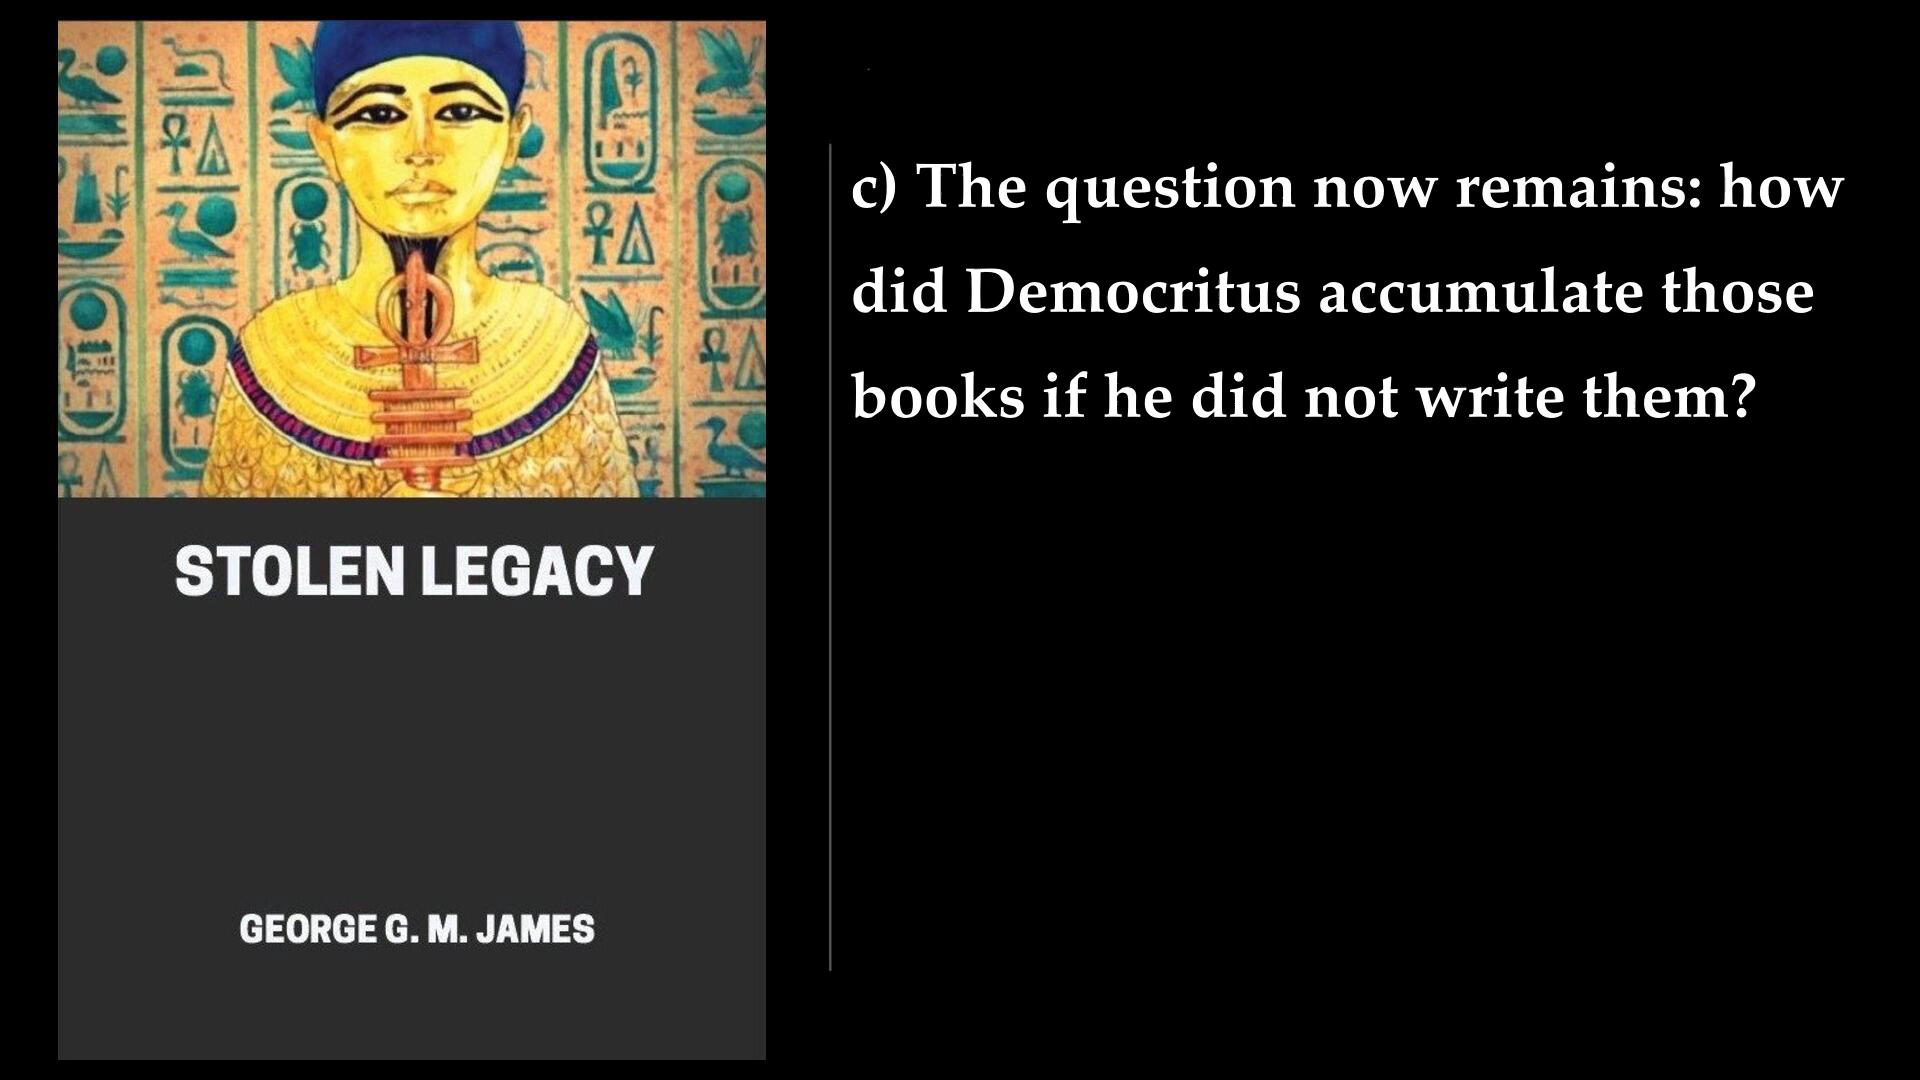 STOLEN LEGACY
GEORGE G. M. JAMES
c) The question now remains: how
did Democritus accumulate those
books if he did not write them?